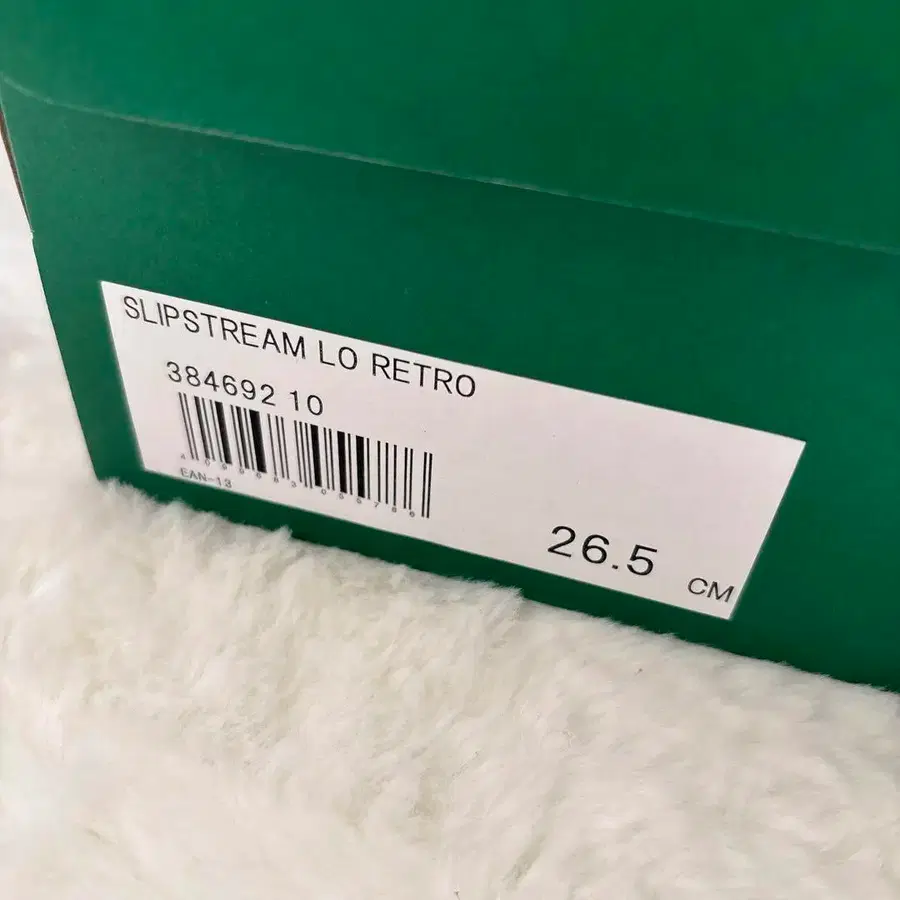 SLIPSTREAM LO RETRO
384692 10
EAN-13
26.5 CM